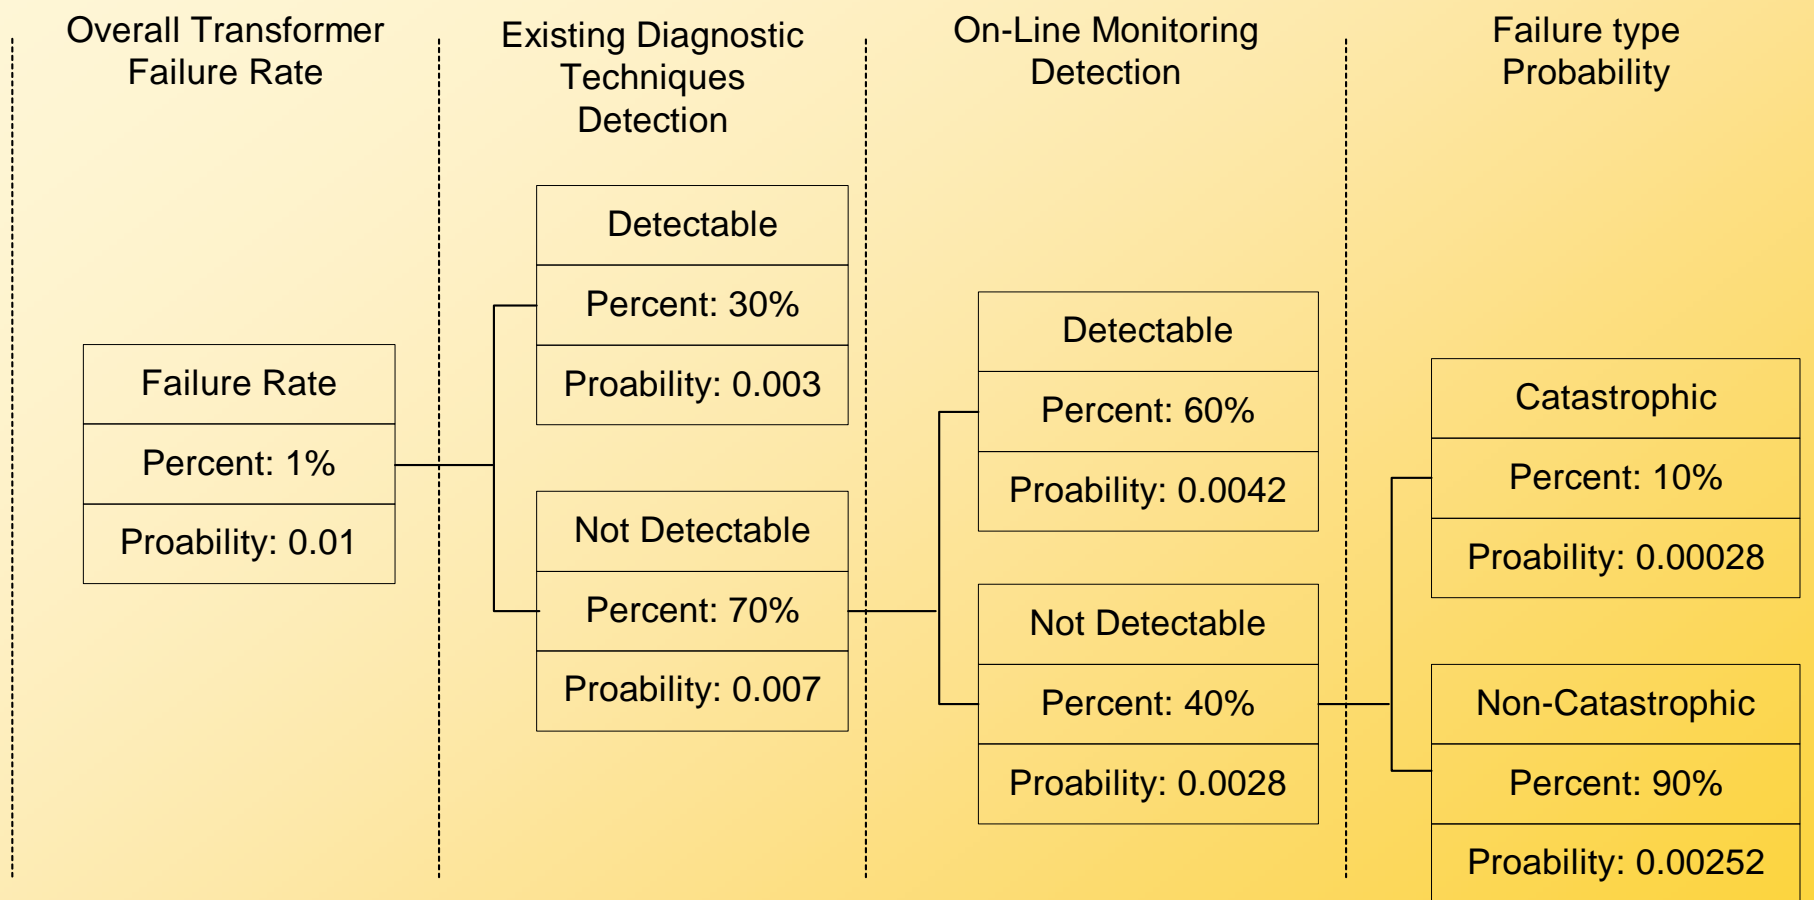 Overall Transformer
Failure Rate
Existing Diagnostic
Techniques
Detection
On-Line Monitoring
Detection
Failure type
Probability
Failure Rate
Percent: 1%
Proability: 0.01
Detectable
Percent: 30%
Proability: 0.003
Not Detectable
Percent: 70%
Proability: 0.007
Detectable
Percent: 60%
Proability: 0.0042
Not Detectable
Percent: 40%
Proability: 0.0028
Catastrophic
Percent: 10%
Proability: 0.00028
Non-Catastrophic
Percent: 90%
Proability: 0.00252